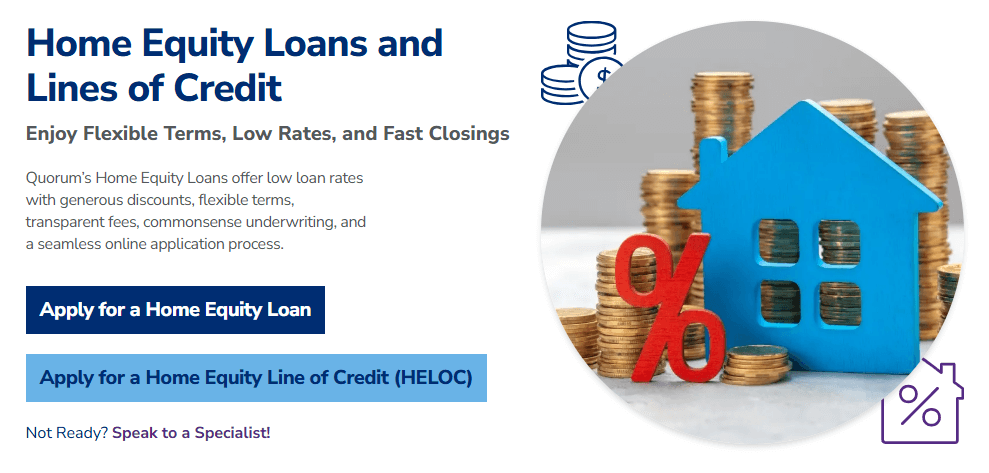 Home Equity Loans and
Lines of Credit
Enjoy Flexible Terms, Low Rates, and Fast Closings
Quorum’s Home Equity Loans offer low loan rates
with generous discounts, flexible terms,
transparent fees, commonsense underwriting, and
a seamless online application process.
Apply for a Home Equity Loan
Apply for a Home Equity Line of Credit (HELOC)
Not Ready? Speak to a Specialist!
$
%
%